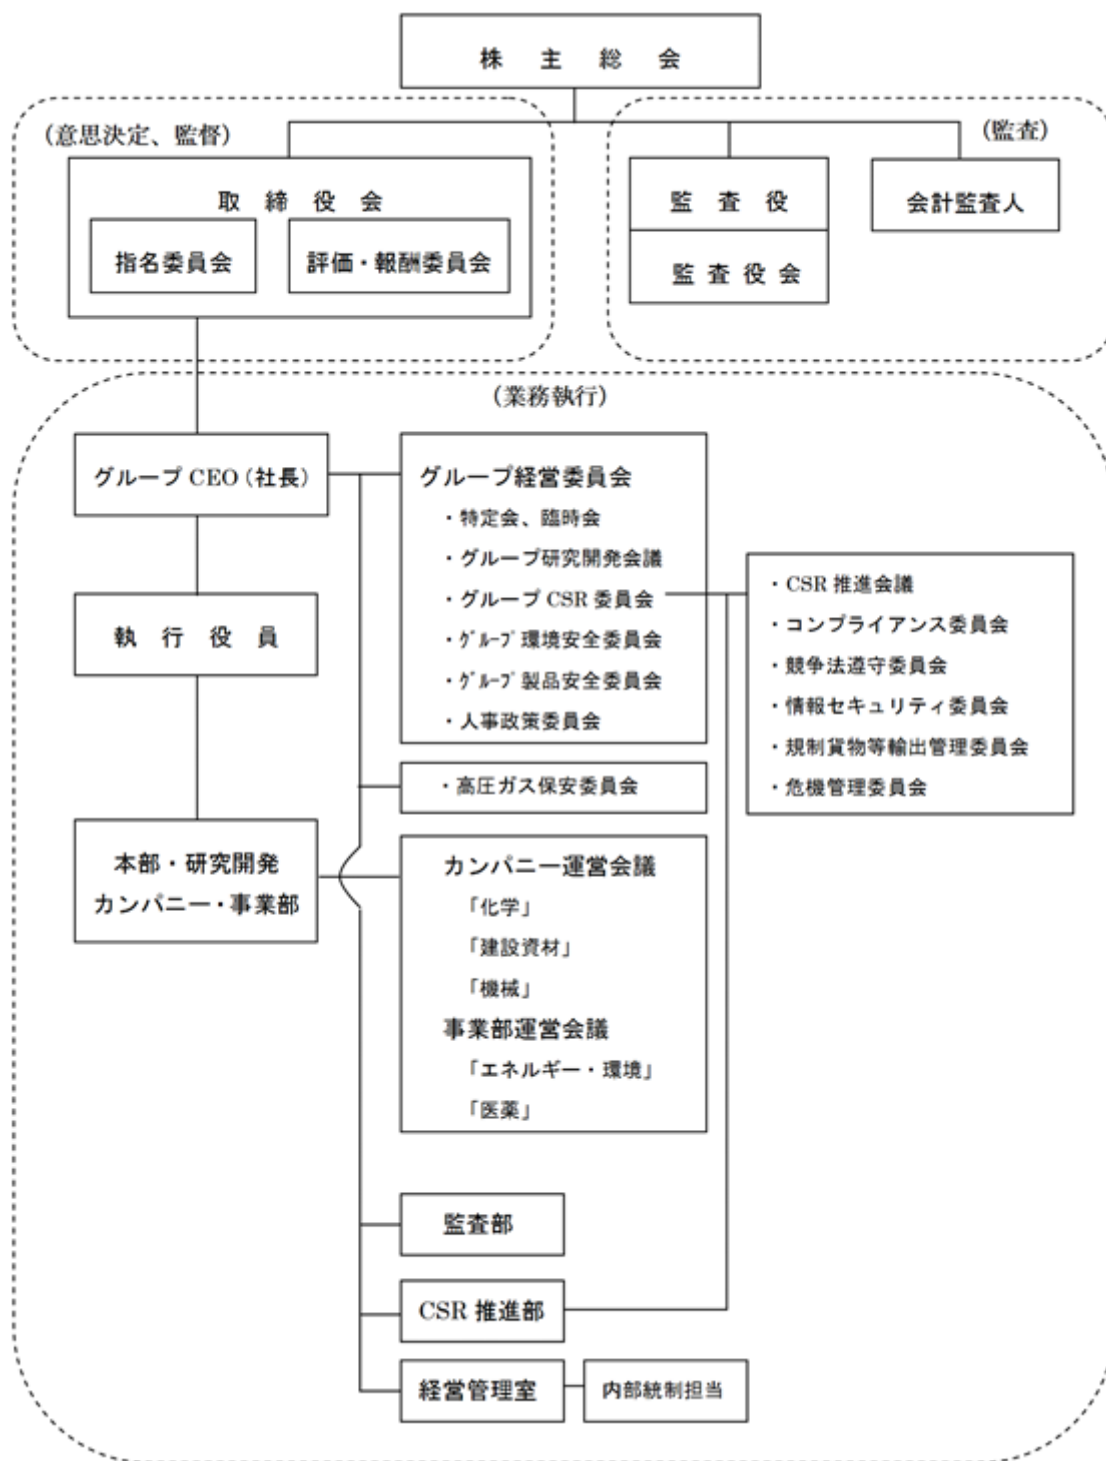 株主総会
(意思決定、監督)
(監査)
取締役会
指名委員会
評価・報酬委員会
監査役
監査役会
会計監査人
(業務執行)
グループ CEO(社長)
グループ経営委員会
・特定会、臨時会
・グループ研究開発会議
・グループ CSR 委員会
・グループ 環境安全委員会
・グループ 製品安全委員会
・人事政策委員会
・CSR 推進会議
・コンプライアンス委員会
・競争法遵守委員会
・情報セキュリティ委員会
・規制貨物等輸出管理委員会
・危機管理委員会
執行役員
・高圧ガス保安委員会
本部・研究開発
カンパニー・事業部
カンパニー運営会議
「化学」
「建設資材」
「機械」
事業部運営会議
「エネルギー・環境」
「医薬」
監査部
CSR 推進部
経営管理室
内部統制担当